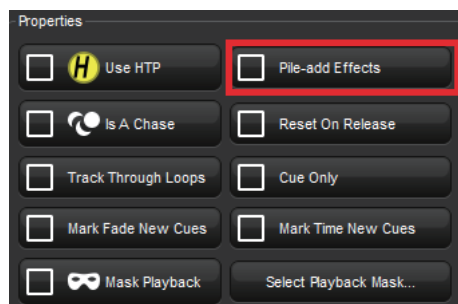 Properties
H Use HTP
Pile-add Effects
Is A Chase
Reset On Release
Track Through Loops
Cue Only
Mark Fade New Cues
Mark Time New Cues
Mask Playback
Select Playback Mask...